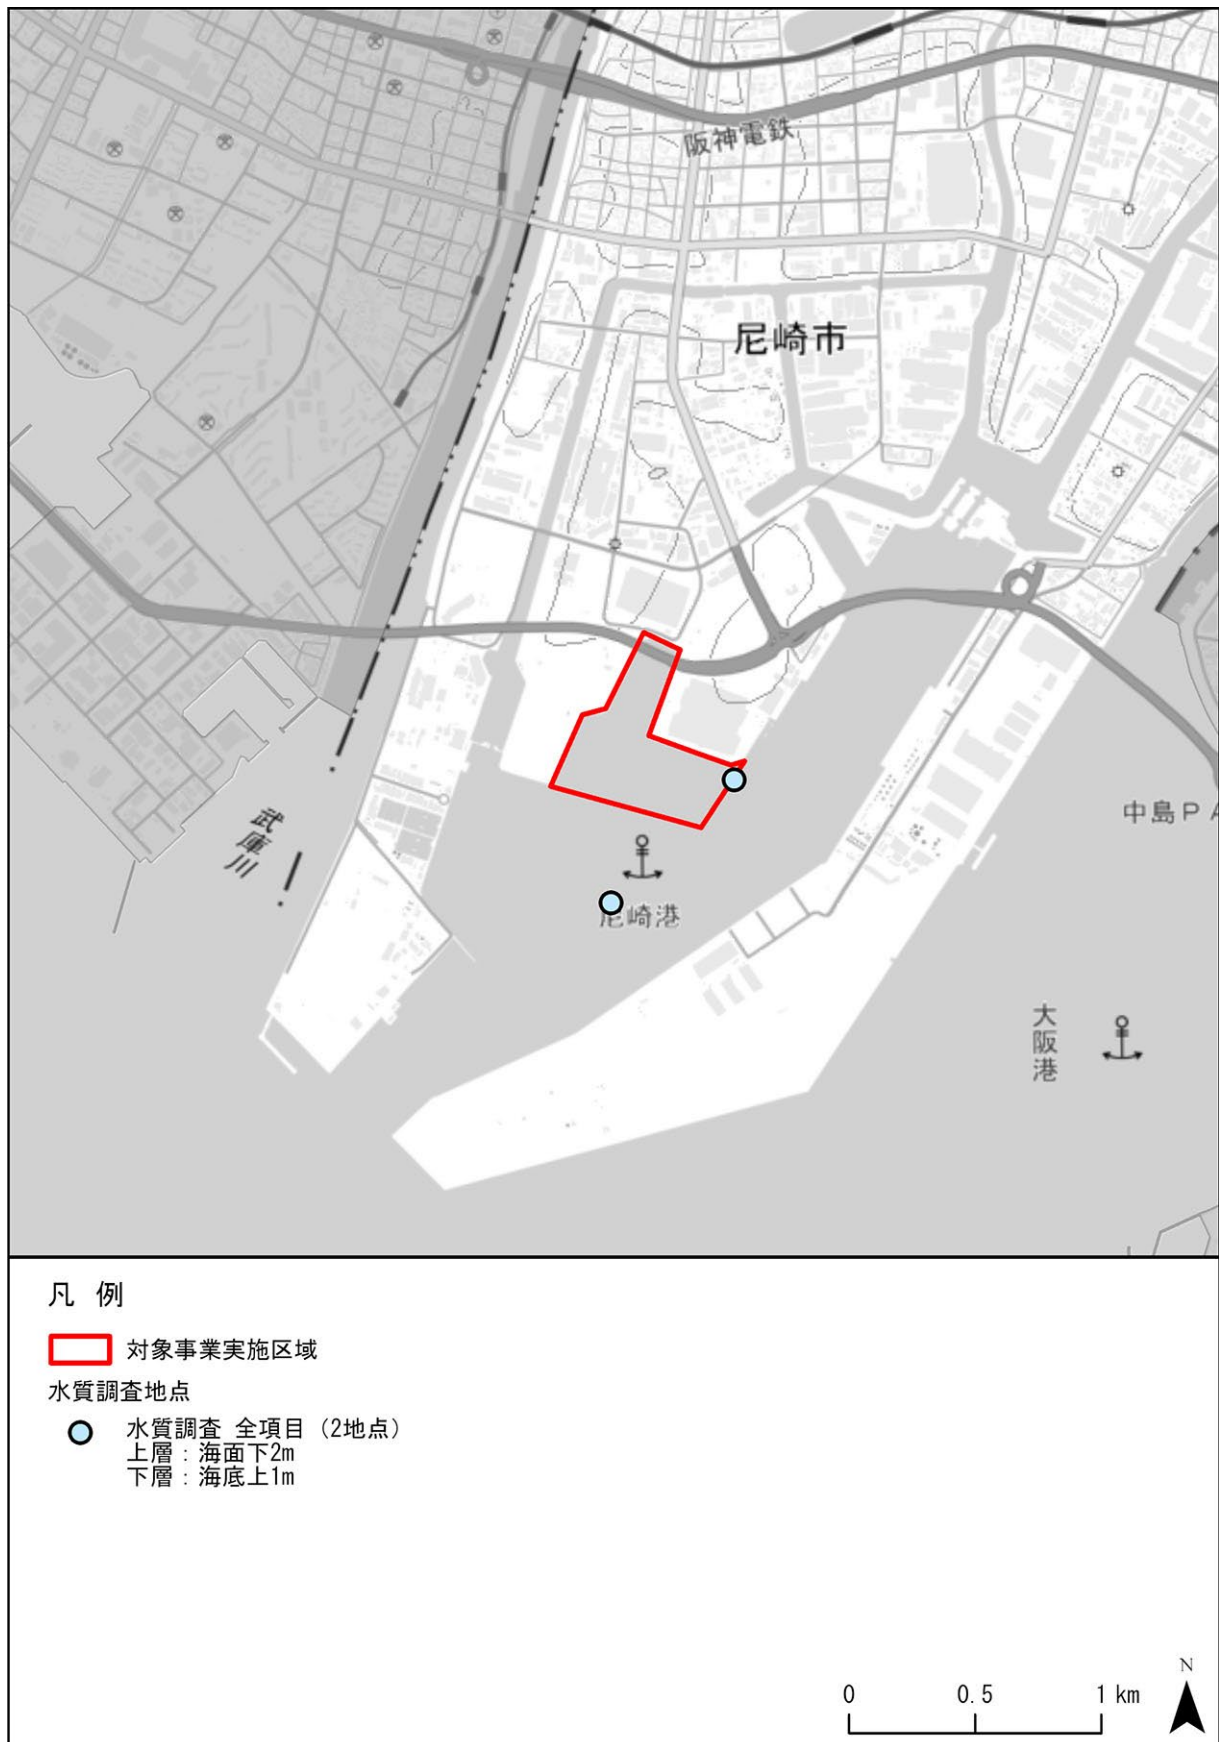 阪神電鉄
尼崎市
中島PA
武庫川
尼崎港
大阪港
凡 例
対象事業実施区域
水質調査地点
水質調査 全項目（2地点）
上層：海面下2m
下層：海底上1m
0 0.5 1 km
N